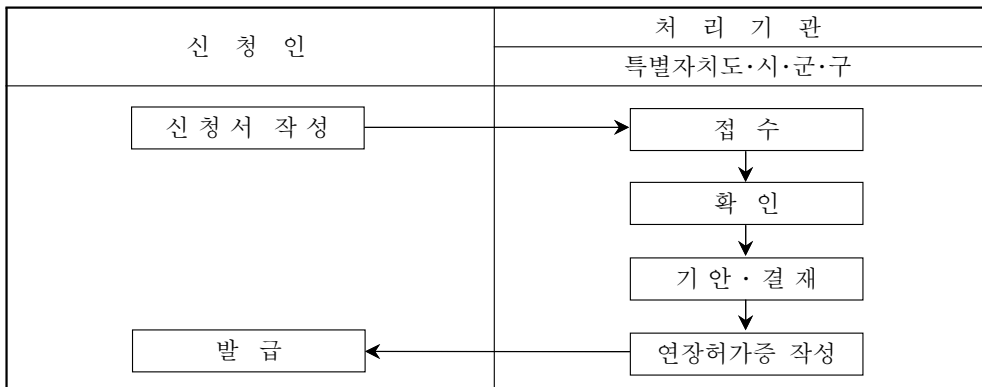 신 청 인
처 리 기 관
특별자치도·시·군·구
신 청 서 작 성
접 수
확 인
기 안 · 결 재
발 급
연장허가증 작성